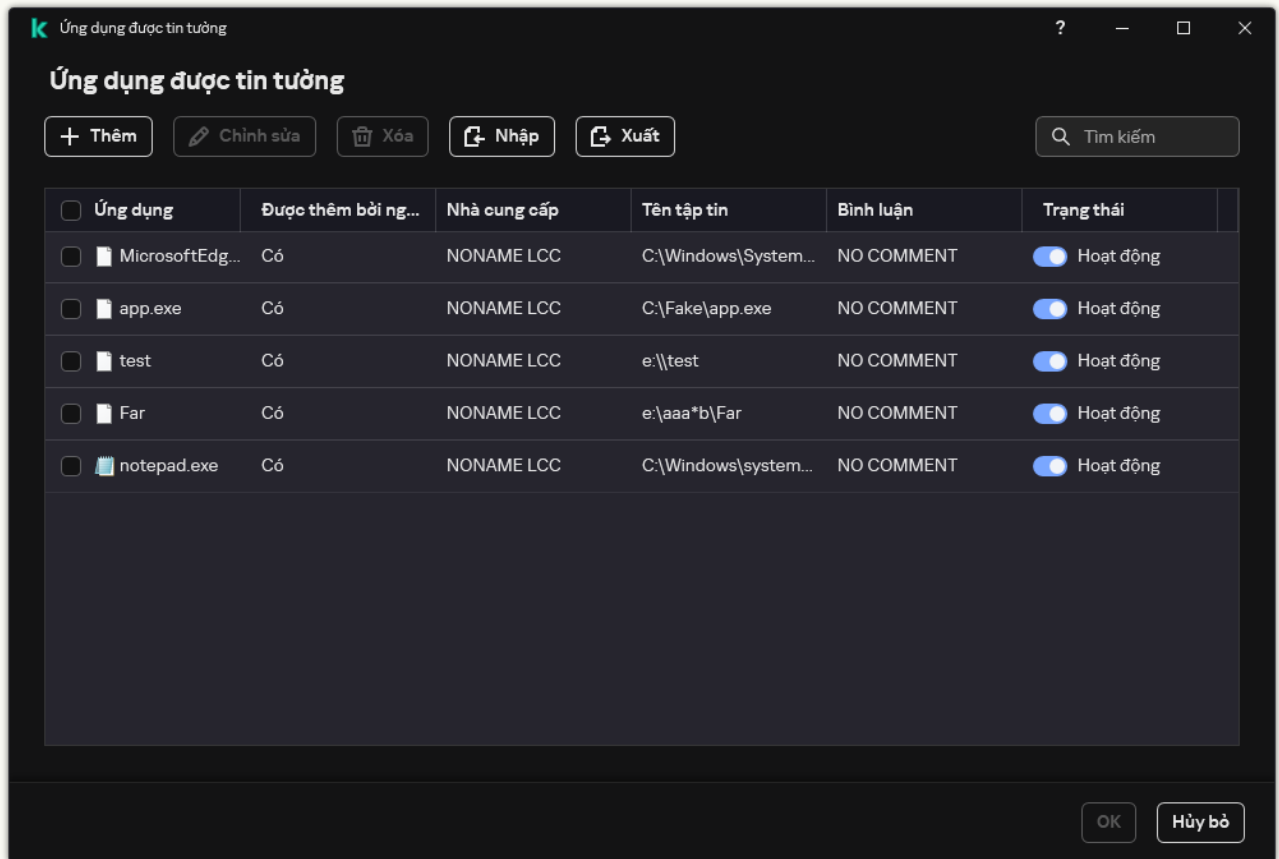 Ứng dụng được tin tưởng
?
Ứng dụng được tin tưởng
Thêm Chỉnh sửa Xóa Nhập Xuất Tìm kiếm
Ứng dụng Được thêm bởi ng... Nhà cung cấp Tên tập tin Bình luận Trạng thái
MicrosoftEdg... Có NONAME LCC C:\Windows\System... NO COMMENT Hoạt động
app.exe Có NONAME LCC C:\Fake\app.exe NO COMMENT Hoạt động
test Có NONAME LCC e:\\test NO COMMENT Hoạt động
Far Có NONAME LCC e:\aaa*b\Far NO COMMENT Hoạt động
notepad.exe Có NONAME LCC C:\Windows\system... NO COMMENT Hoạt động
OK Hủy bỏ